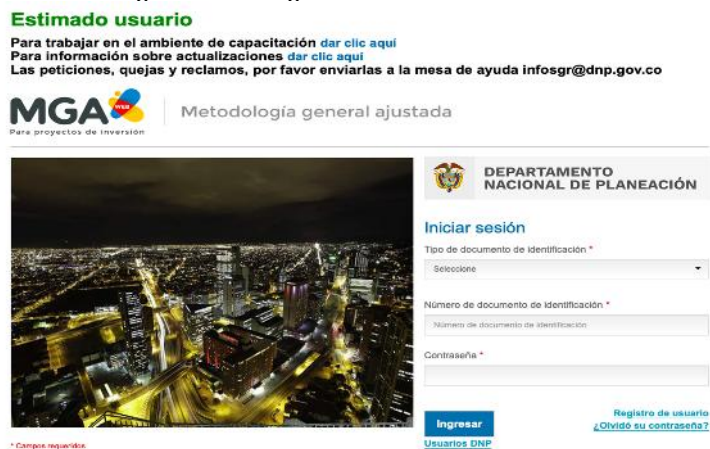 Estimado usuario
Para trabajar en el ambiente de capacitación dar clic aquí
Para información sobre actualizaciones dar clic aquí
Las peticiones, quejas y reclamos, por favor enviarlas a la mesa de ayuda infosgr@dnp.gov.co
MGA WEB
Para proyectos de inversión
Metodología general ajustada
DEPARTAMENTO
NACIONAL DE PLANEACIÓN
Iniciar sesión
Tipo de documento de identificación *
Seleccione
Número de documento de identificación *
Número de documento de identificación
Contraseña *
Ingresar
Registro de usuario
¿Olvidó su contraseña?
Usuarios DNP
* Campos requeridos